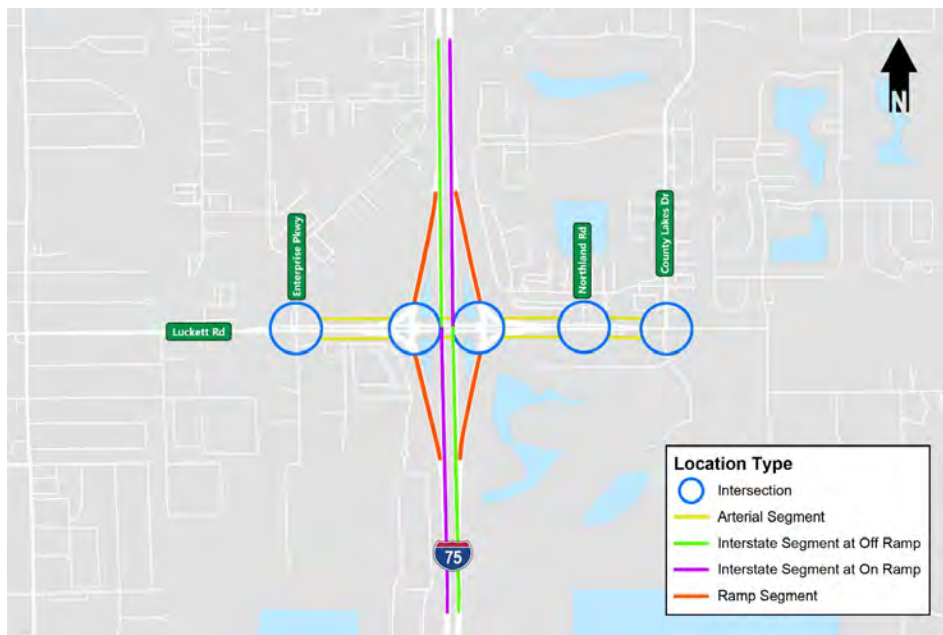 N
Enterprise Pkwy
Northland Rd
County Lakes Dr
Luckett Rd
75
Location Type
Intersection
Arterial Segment
Interstate Segment at Off Ramp
Interstate Segment at On Ramp
Ramp Segment